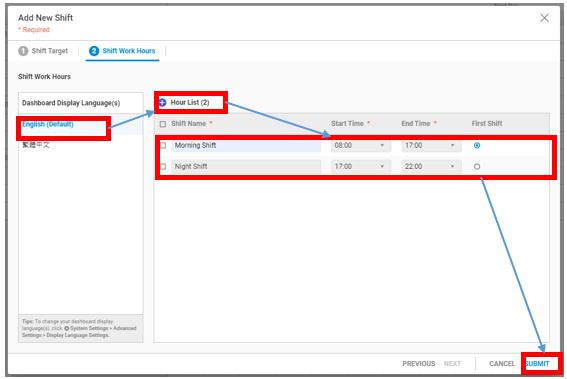 Add New Shift
* Required
1 Shift Target
2 Shift Work Hours
Shift Work Hours
Dashboard Display Language(s)
English (Default)
繁體中文
Tips: To change your dashboard display
language(s), click System Settings > Advanced
Settings > Display Language Settings.
Hour List (2)
Shift Name * Start Time * End Time * First Shift
Morning Shift 08:00 17:00
Night Shift 17:00 22:00
PREVIOUS NEXT CANCEL SUBMIT